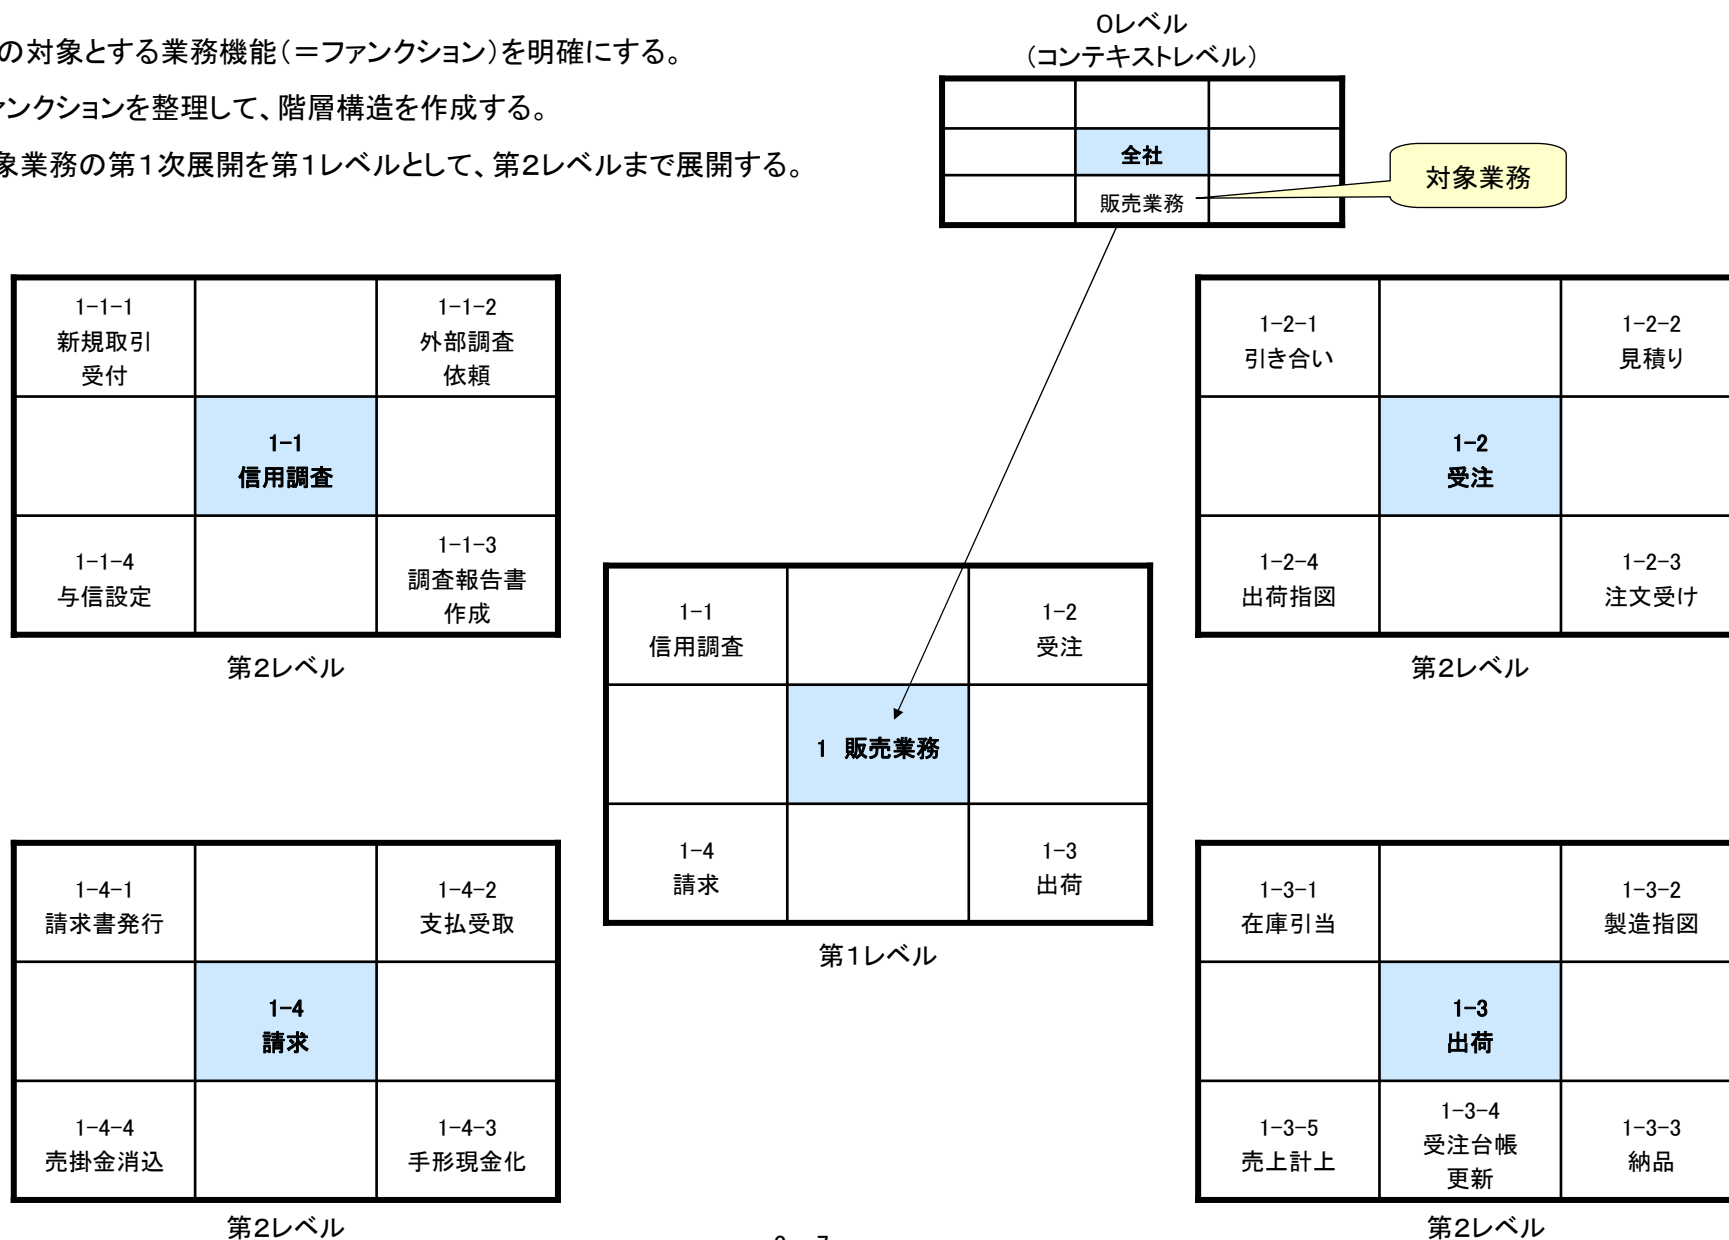 の対象とする業務機能（＝ファンクション）を明確にする。
ァンクションを整理して、階層構造を作成する。
象業務の第１次展開を第１レベルとして、第２レベルまで展開する。
０レベル
（コンテキストレベル）
全社
販売業務
対象業務
1-1-1
新規取引
受付
1-1-2
外部調査
依頼
1-1
信用調査
1-1-4
与信設定
1-1-3
調査報告書
作成
第２レベル
1-2-1
引き合い
1-2-2
見積り
1-2
受注
1-2-4
出荷指図
1-2-3
注文受け
第２レベル
1-1
信用調査
1-2
受注
1 販売業務
1-4
請求
1-3
出荷
第１レベル
1-4-1
請求書発行
1-4-2
支払受取
1-4
請求
1-4-4
売掛金消込
1-4-3
手形現金化
第２レベル
1-3-1
在庫引当
1-3-2
製造指図
1-3
出荷
1-3-5
売上計上
1-3-4
受注台帳
更新
1-3-3
納品
第２レベル